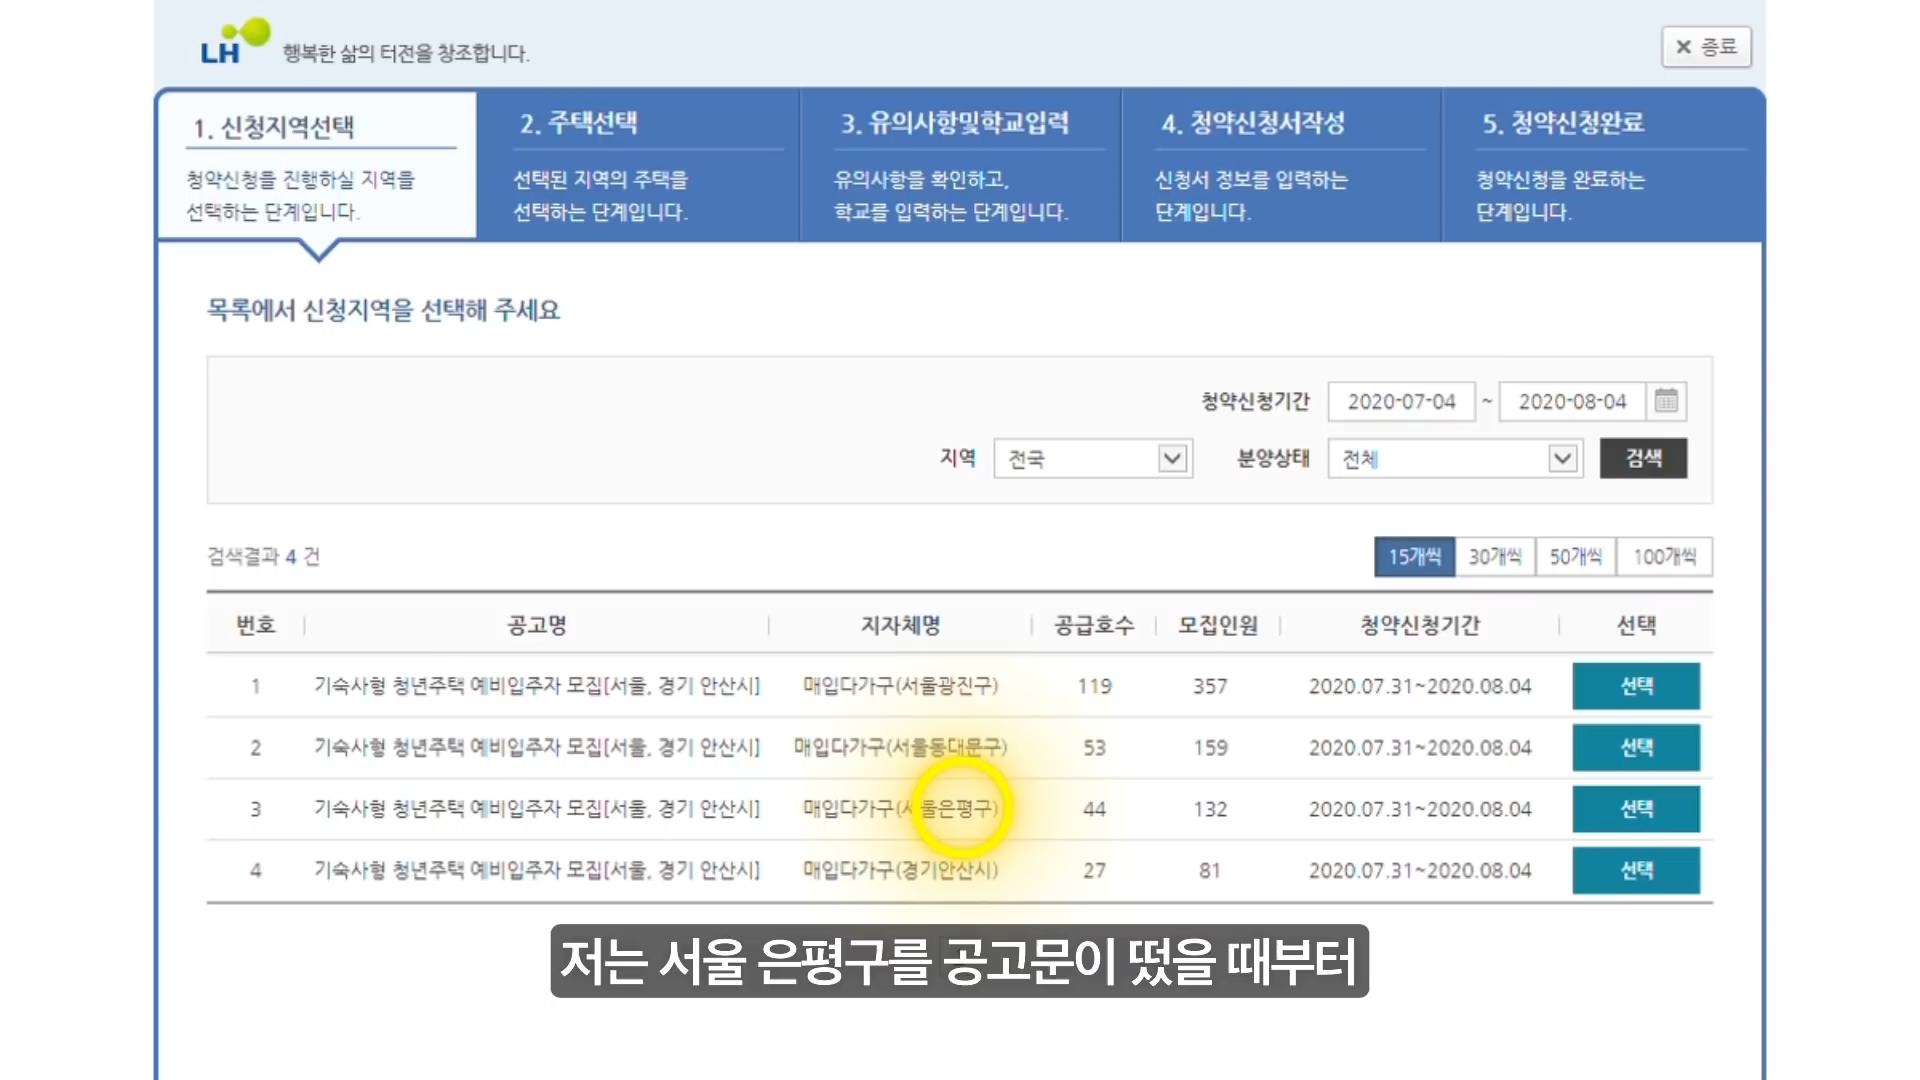 LH 행복한 삶의 터전을 창조합니다.
× 종료
1. 신청지역선택
청약신청을 진행하실 지역을
선택하는 단계입니다.
2. 주택선택
선택된 지역의 주택을
선택하는 단계입니다.
3. 유의사항및학교입력
유의사항을 확인하고,
학교를 입력하는 단계입니다.
4. 청약신청서작성
신청서 정보를 입력하는
단계입니다.
5. 청약신청완료
청약신청을 완료하는
단계입니다.
목록에서 신청지역을 선택해 주세요
청약신청기간 2020-07-04 ~ 2020-08-04
지역 전국 분양상태 전체 검색
검색결과 4 건 15개씩 30개씩 50개씩 100개씩
번호 공고명 지자체명 공급호수 모집인원 청약신청기간 선택
1 기숙사형 청년주택 예비입주자 모집[서울, 경기 안산시] 매입다가구(서울광진구) 119 357 2020.07.31~2020.08.04 선택
2 기숙사형 청년주택 예비입주자 모집[서울, 경기 안산시] 매입다가구(서울동대문구) 53 159 2020.07.31~2020.08.04 선택
3 기숙사형 청년주택 예비입주자 모집[서울, 경기 안산시] 매입다가구(서울은평구) 44 132 2020.07.31~2020.08.04 선택
4 기숙사형 청년주택 예비입주자 모집[서울, 경기 안산시] 매입다가구(경기안산시) 27 81 2020.07.31~2020.08.04 선택
저는 서울 은평구를 공고문이 떴을 때부터